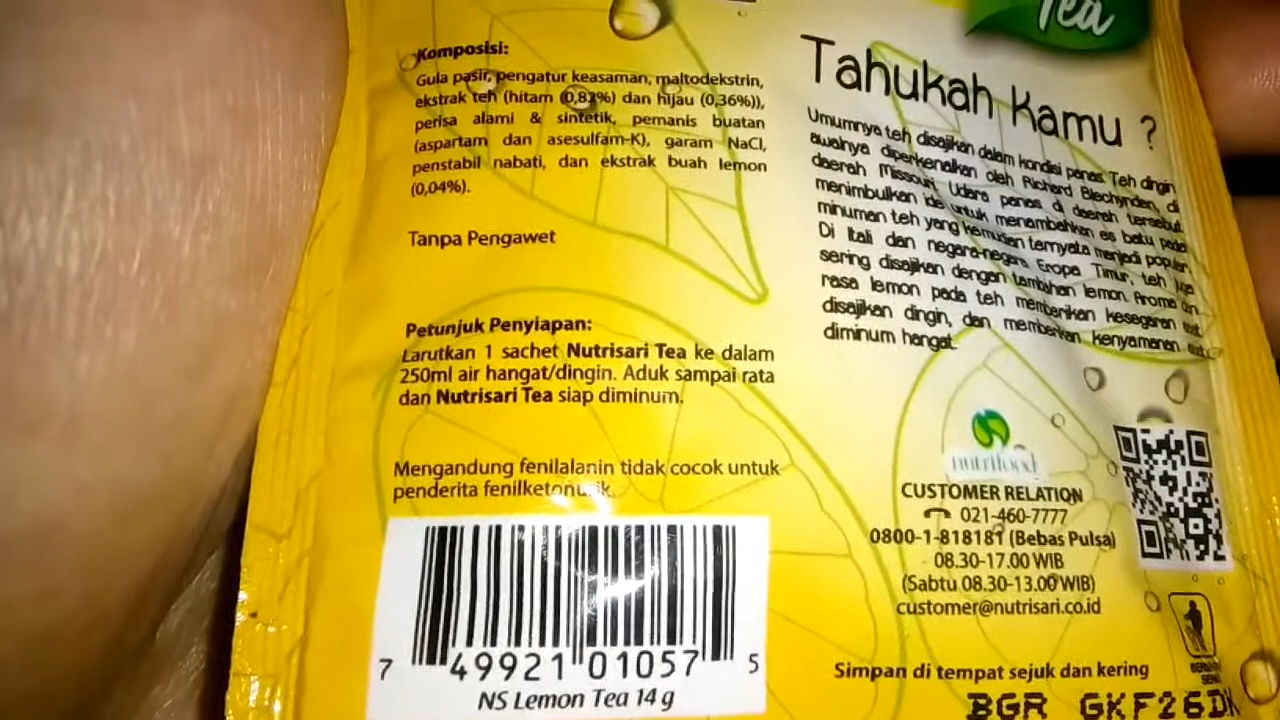 Tea
Komposisi:
Gula pasir, pengatur keasaman, maltodekstrin,
ekstrak teh (hitam (0,82%) dan hijau (0,36%)),
perisa alami & sintetik, pemanis buatan
(aspartam dan asesulfam-K), garam NaCl,
penstabil nabati, dan ekstrak buah lemon
(0,04%).
Tanpa Pengawet
Petunjuk Penyiapan:
Larutkan 1 sachet Nutrisari Tea ke dalam
250ml air hangat/dingin. Aduk sampai rata
dan Nutrisari Tea siap diminum.
Mengandung fenilalanin tidak cocok untuk
penderita
7 49921 01057 5
NS Lemon Tea 14 g
Tahukah Kamu ?
Umumnya teh disajikan dalam kondisi panas. Teh dingin
awalnya diperkenalkan oleh Richard Blechynden, di
daerah Missouri. Udara panas di daerah tersebut
menimbulkan ide untuk menambahkan es batu pada
minuman teh yang kemudian ternyata menjadi populer.
Di Itali dan negara-negara Eropa Timur, teh juga
sering disajikan dengan tambahan lemon. Aroma dan
rasa lemon pada teh memberikan kesegaran
disajikan dingin, dan memberikan kenyamanan
diminum hangat.
nutrifood
CUSTOMER RELATION
021-460-7777
0800-1-818181 (Bebas Pulsa)
08.30-17.00 WIB
(Sabtu 08.30-13.00 WIB)
customer@nutrisari.co.id
Simpan di tempat sejuk dan kering
BGR